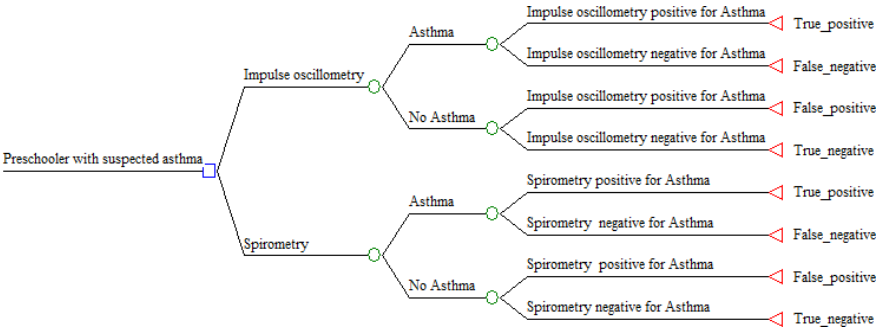 Impulse oscillometry positive for Asthma
True_positive
Asthma
Impulse oscillometry negative for Asthma
False_negative
Impulse oscillometry
Impulse oscillometry positive for Asthma
False_positive
No Asthma
Impulse oscillometry negative for Asthma
True_negative
Preschooler with suspected asthma
Spirometry positive for Asthma
True_positive
Asthma
Spirometry negative for Asthma
False_negative
Spirometry
Spirometry positive for Asthma
False_positive
No Asthma
Spirometry negative for Asthma
True_negative